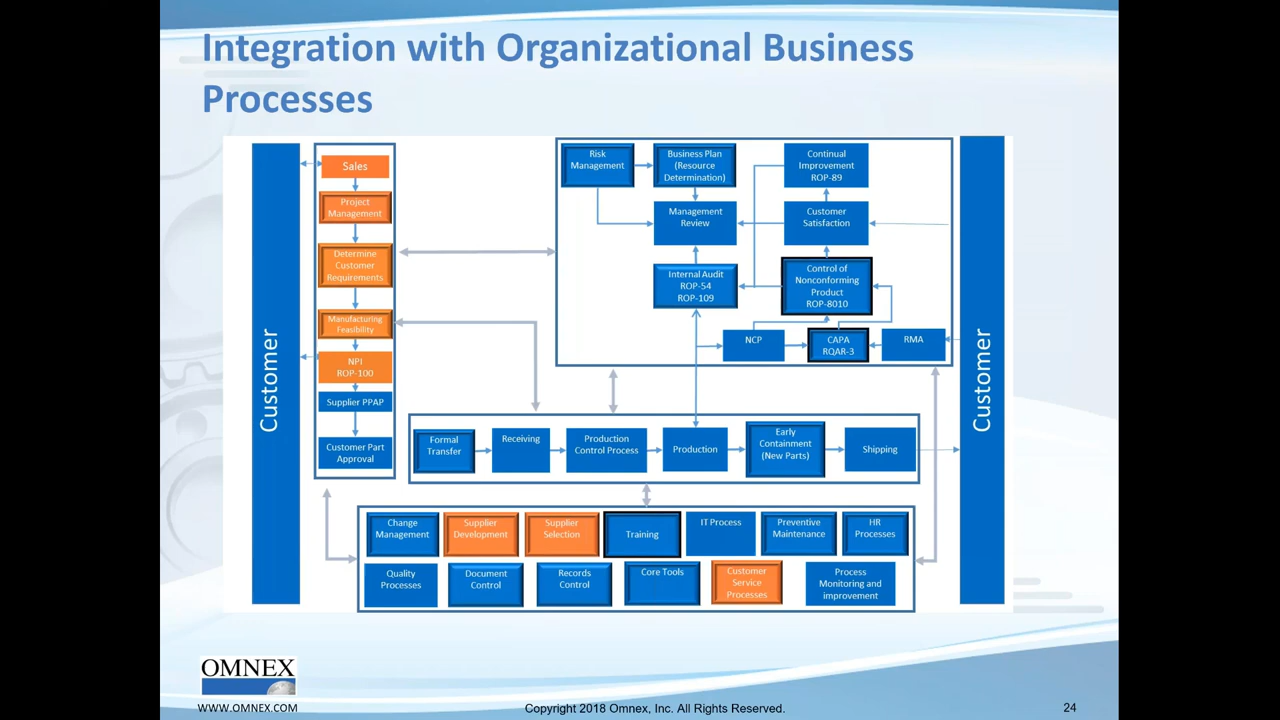 Integration with Organizational Business
Processes
Customer
Sales
Project
Management
Determine
Customer
Requirements
Manufacturing
Feasibility
NPI
ROP-100
Supplier PPAP
Customer Part
Approval
Risk
Management
Business Plan
(Resource
Determination)
Continual
Improvement
ROP-89
Management
Review
Customer
Satisfaction
Internal Audit
ROP-54
ROP-109
Control of
Nonconforming
Product
ROP-8010
NCP
CAPA
RQAR-3
RMA
Customer
Formal
Transfer
Receiving
Production
Control Process
Production
Early
Containment
(New Parts)
Shipping
Change
Management
Supplier
Development
Supplier
Selection
Training
IT Process
Preventive
Maintenance
HR
Processes
Quality
Processes
Document
Control
Records
Control
Core Tools
Customer
Service
Processes
Process
Monitoring and
improvement
OMNEX
WWW.OMNEX.COM
Copyright 2018 Omnex, Inc. All Rights Reserved.
24